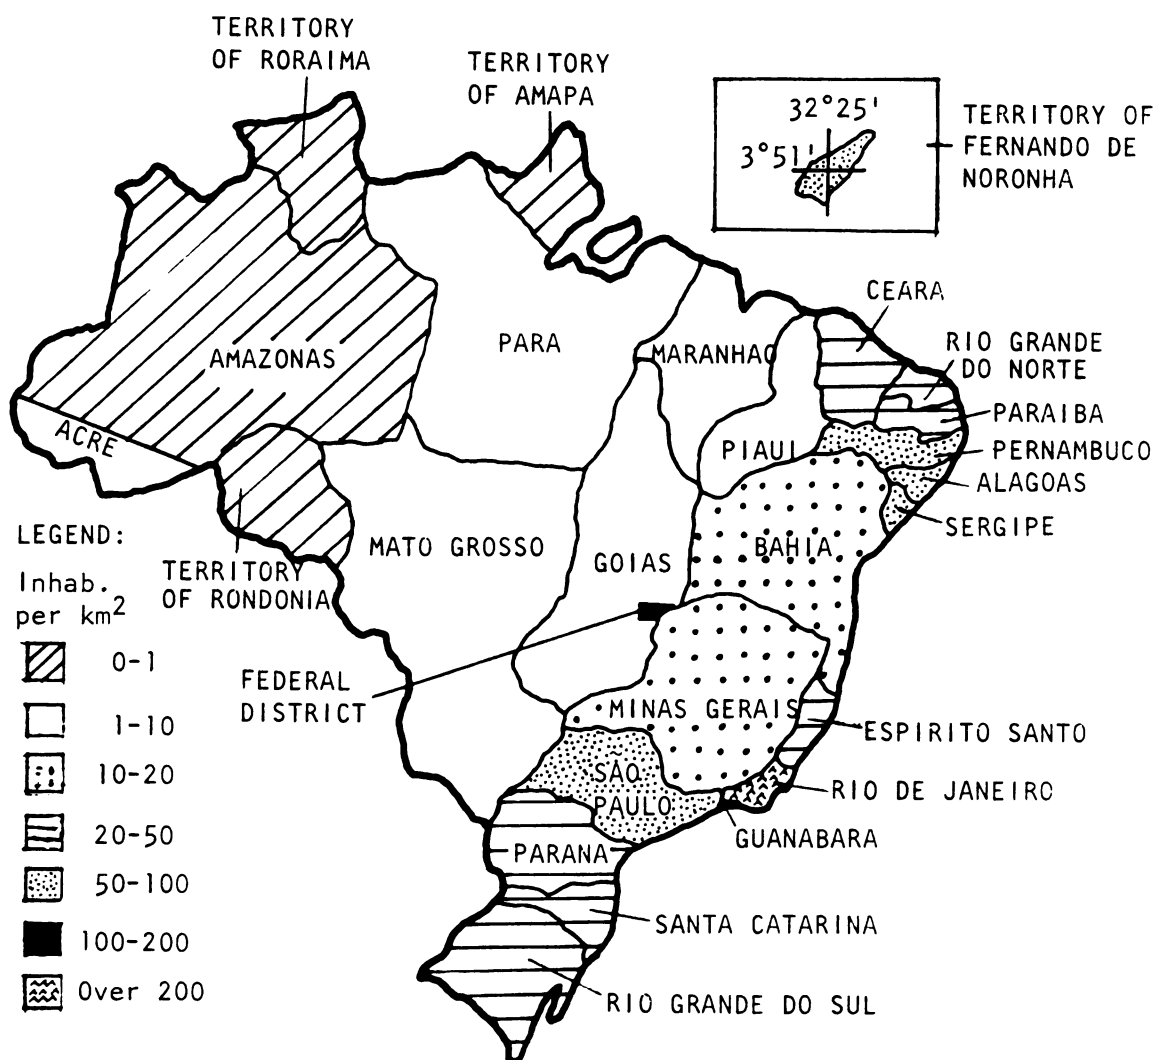 TERRITORY
OF RORAIMA
TERRITORY
OF AMAPA
32°25'
3°51'
TERRITORY OF
FERNANDO DE
NORONHA
CEARA
RIO GRANDE
DO NORTE
PARAIBA
PERNAMBUCO
ALAGOAS
SERGIPE
AMAZONAS
PARA
MARANHAO
PIAUI
ACRE
MATO GROSSO
GOIAS
BAHIA
TERRITORY
OF RONDONIA
FEDERAL
DISTRICT
MINAS GERAIS
ESPIRITO SANTO
SÃO
PAULO
RIO DE JANEIRO
GUANABARA
PARANA
SANTA CATARINA
RIO GRANDE DO SUL
LEGEND:
Inhab.
per km²
0-1
1-10
10-20
20-50
50-100
100-200
Over 200